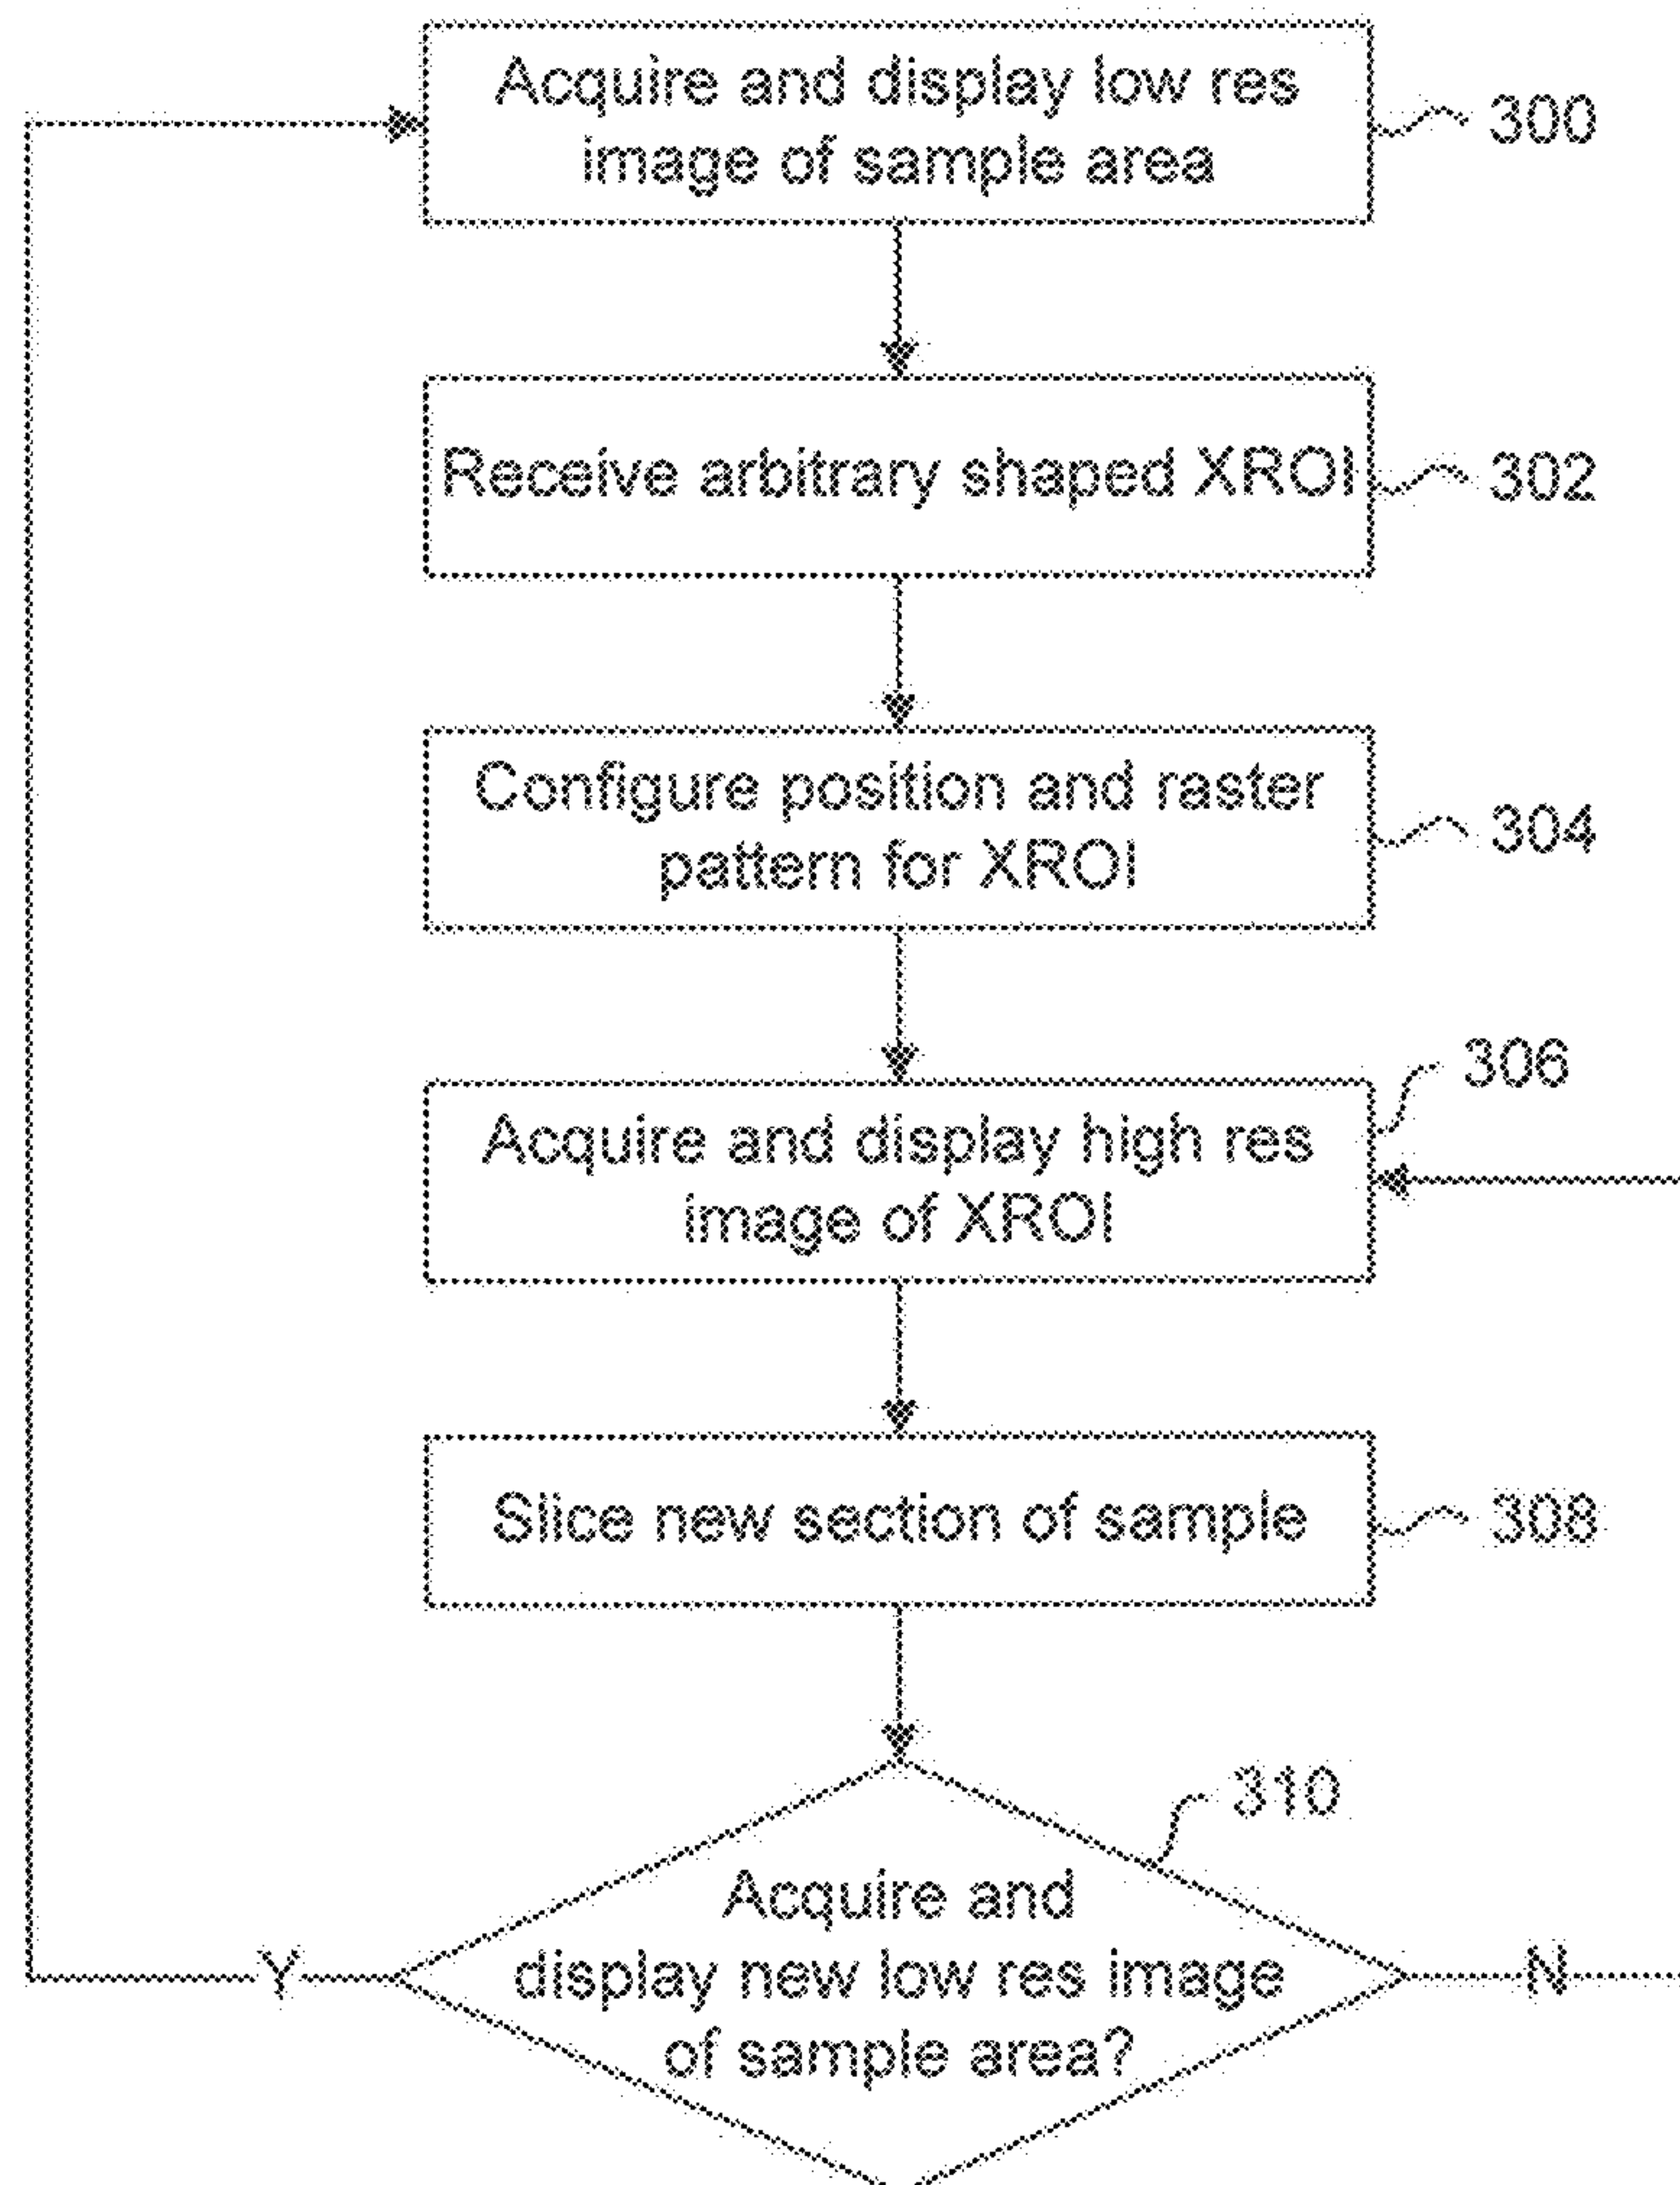 Acquire and display low res
image of sample area
300
Receive arbitrary shaped XROI
302
Configure position and raster
pattern for XROI
304
306
Acquire and display high res
image of XROI
Slice new section of sample
308
310
Acquire and
display new low res image
of sample area?
Y
N